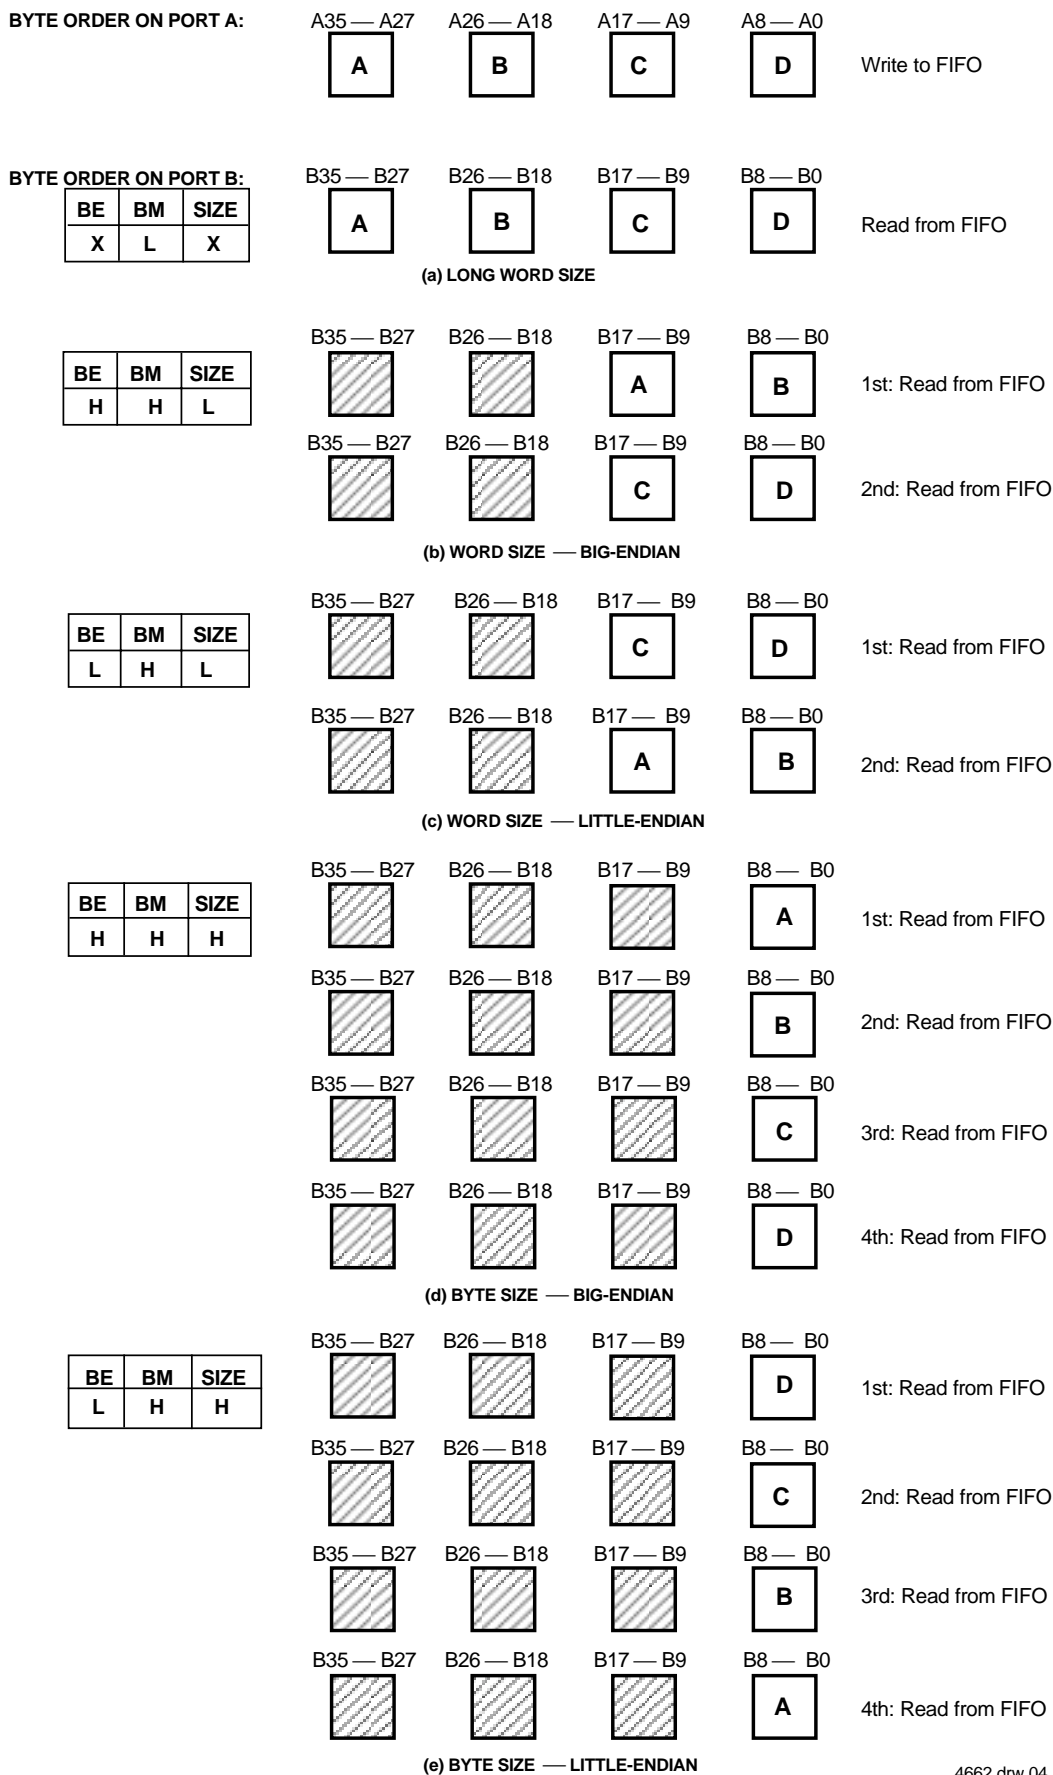 BYTE ORDER ON PORT A: A35 — A27 A26 — A18 A17 — A9 A8 — A0
A B C D Write to FIFO
BYTE ORDER ON PORT B: B35 — B27 B26 — B18 B17 — B9 B8 — B0
BE BM SIZE
A B C D Read from FIFO
X L X
(a) LONG WORD SIZE
B35 — B27 B26 — B18 B17 — B9 B8 — B0
BE BM SIZE
A B 1st: Read from FIFO
H H L
B35 — B27 B26 — B18 B17 — B9 B8 — B0
C D 2nd: Read from FIFO
(b) WORD SIZE — BIG-ENDIAN
B35 — B27 B26 — B18 B17 — B9 B8 — B0
BE BM SIZE
C D 1st: Read from FIFO
L H L
B35 — B27 B26 — B18 B17 — B9 B8 — B0
A B 2nd: Read from FIFO
(c) WORD SIZE — LITTLE-ENDIAN
B35 — B27 B26 — B18 B17 — B9 B8 — B0
BE BM SIZE
A 1st: Read from FIFO
H H H
B35 — B27 B26 — B18 B17 — B9 B8 — B0
B 2nd: Read from FIFO
B35 — B27 B26 — B18 B17 — B9 B8 — B0
C 3rd: Read from FIFO
B35 — B27 B26 — B18 B17 — B9 B8 — B0
D 4th: Read from FIFO
(d) BYTE SIZE — BIG-ENDIAN
B35 — B27 B26 — B18 B17 — B9 B8 — B0
BE BM SIZE
D 1st: Read from FIFO
L H H
B35 — B27 B26 — B18 B17 — B9 B8 — B0
C 2nd: Read from FIFO
B35 — B27 B26 — B18 B17 — B9 B8 — B0
B 3rd: Read from FIFO
B35 — B27 B26 — B18 B17 — B9 B8 — B0
A 4th: Read from FIFO
(e) BYTE SIZE — LITTLE-ENDIAN
4662 drw 04